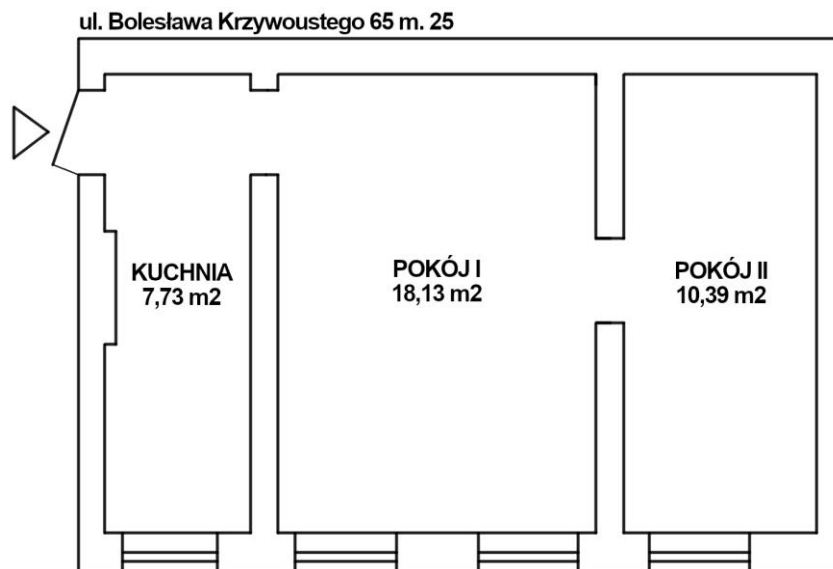 ul. Bolesława Krzywoustego 65 m. 25
KUCHNIA
7,73 m2
POKÓJ I
18,13 m2
POKÓJ II
10,39 m2